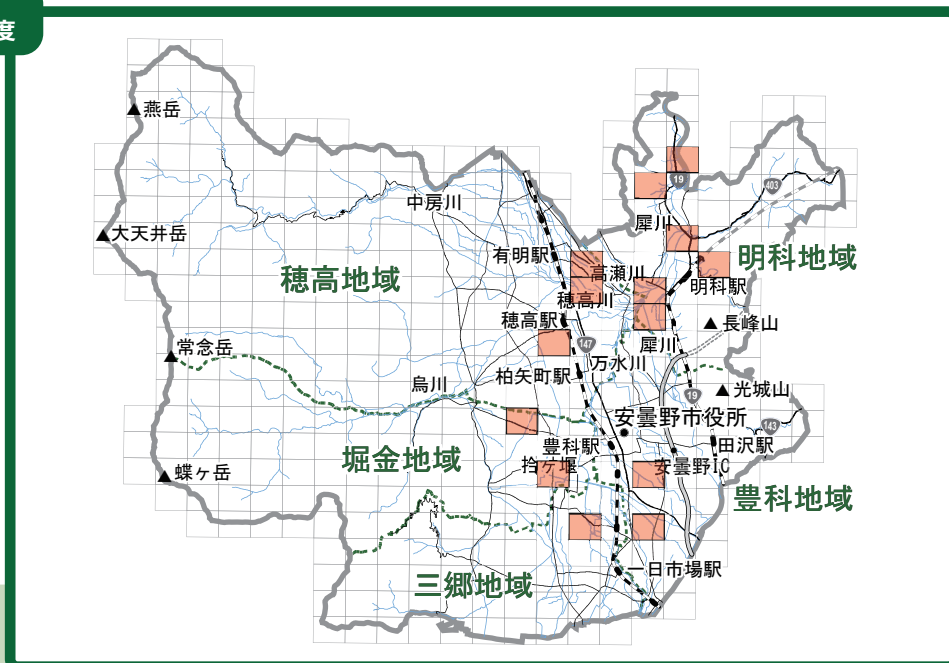 度
燕岳
大天井岳
中房川
穂高地域
常念岳
烏川
蝶ヶ岳
堀金地域
三郷地域
有明駅
高瀬川
穂高川
穂高駅
147
万水川
柏矢町駅
19
犀川
403
明科地域
明科駅
長峰山
犀川
19
光城山
安曇野市役所
143
田沢駅
豊科駅
拾ヶ堰
安曇野IC
豊科地域
一日市場駅